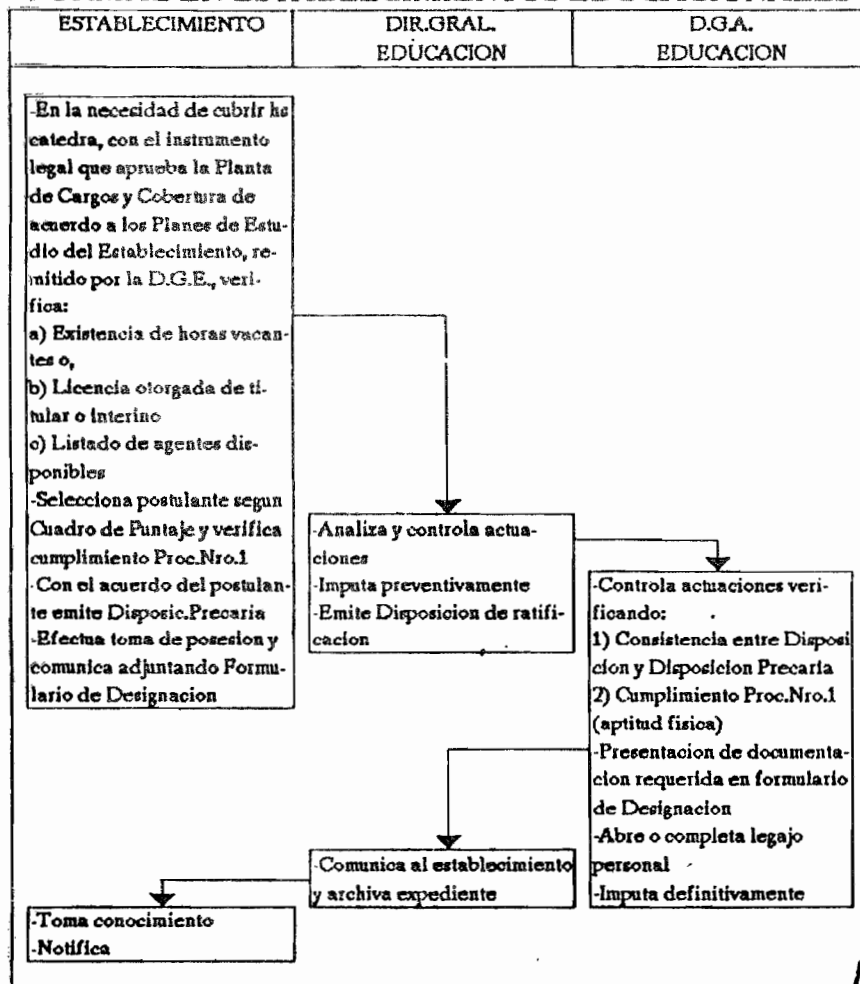 ESTABLECIMIENTO
DIR.GRAL.
EDUCACION
D.G.A.
EDUCACION
-En la necesidad de cubrir hs
catedra, con el instrumento
legal que aprueba la Planta
de Cargos y Cobertura de
acuerdo a los Planes de Estu-
dio del Establecimiento, re-
mitido por la D.G.E., veri-
fica:
a) Existencia de horas vacan-
tes o,
b) Licencia otorgada de ti-
tular o interino
c) Listado de agentes dis-
ponibles
-Selecciona postulante segun
Cuadro de Puntaje y verifica
cumplimiento Proc.Nro.1
-Con el acuerdo del postulan-
te emite Disposic.Precaria
-Efectua toma de posesion y
comunica adjuntando Formu-
lario de Designacion
-Analiza y controla actua-
ciones
-Imputa preventivamente
-Emite Disposicion de ratifi-
cacion
-Controla actuaciones veri-
ficando:
1) Consistencia entre Disposi
cion y Disposicion Precaria
2) Cumplimiento Proc.Nro.1
(aptitud fisica)
-Presentacion de documenta-
cion requerida en formulario
de Designacion
-Abre o completa legajo
personal
-Imputa definitivamente
-Comunica al establecimiento
y archiva expediente
-Toma conocimiento
-Notifica